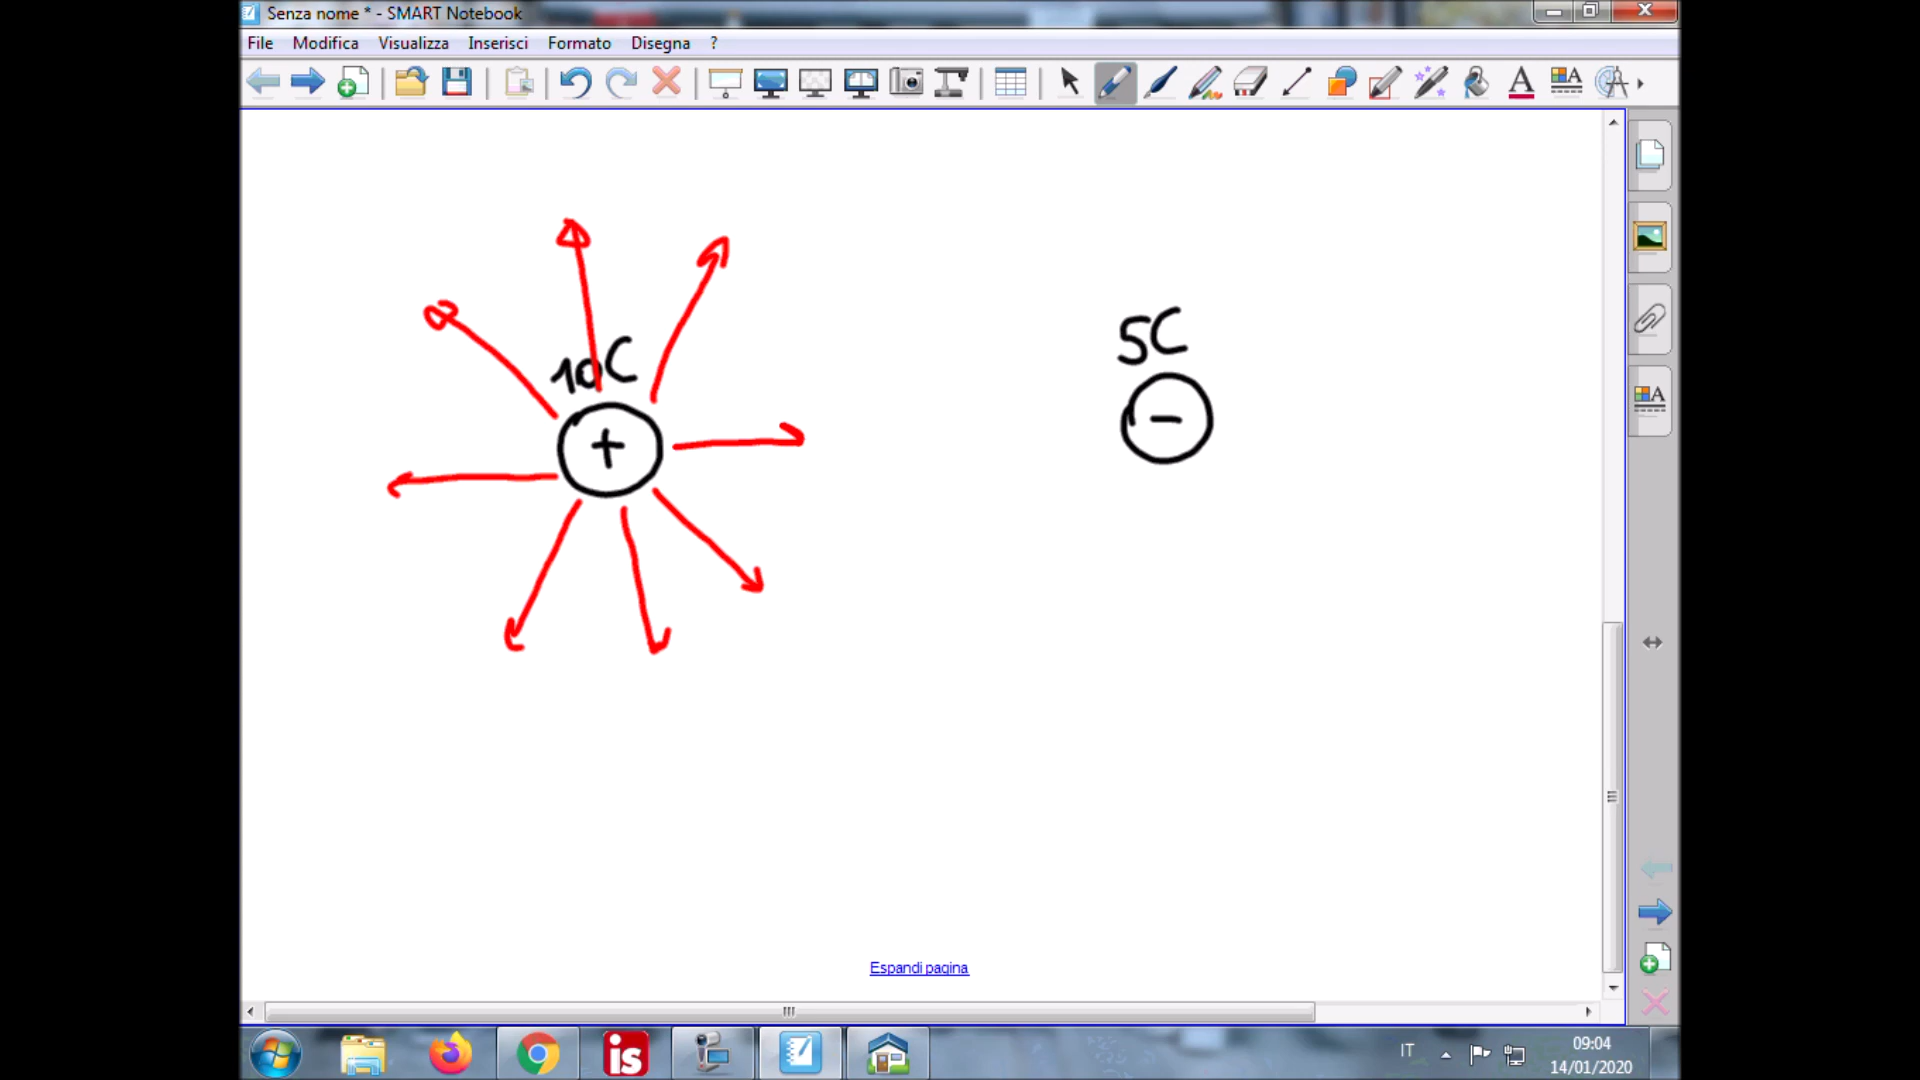 Senza nome * - SMART Notebook
File Modifica Visualizza Inserisci Formato Disegna ?
10C
+
5C
-
Espandi pagina
is
IT
09:04
14/01/2020